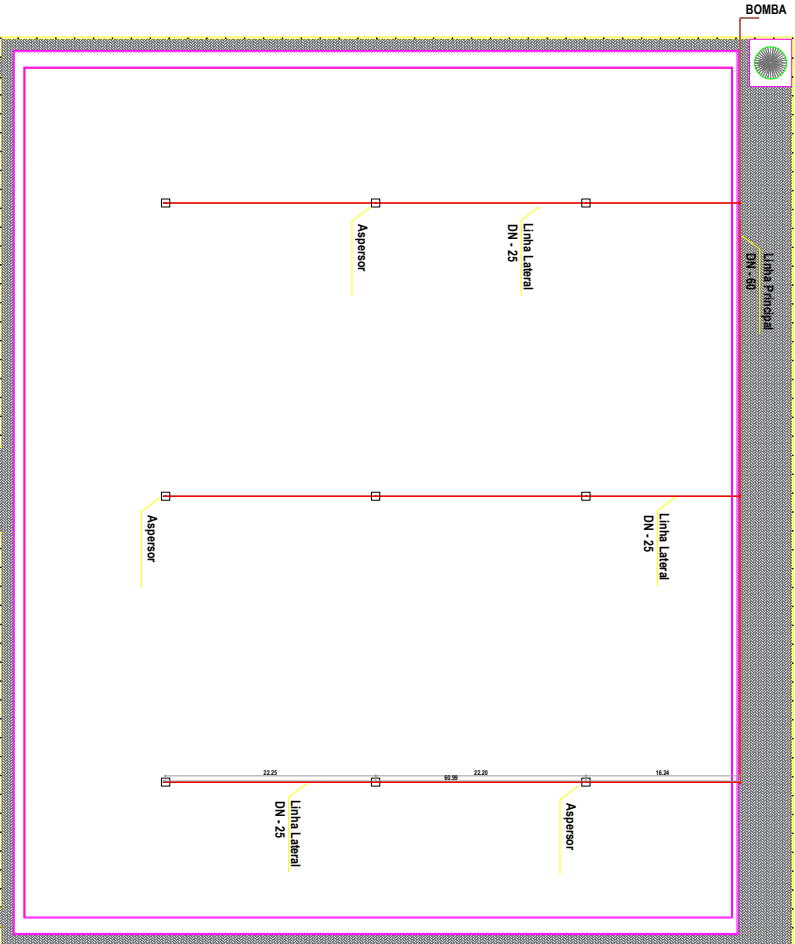 BOMBA
Linha Principal
DN - 60
Linha Lateral
DN - 25
Aspersor
Linha Lateral
DN - 25
Aspersor
22.25
60.99
22.20
16.24
Linha Lateral
DN - 25
Aspersor